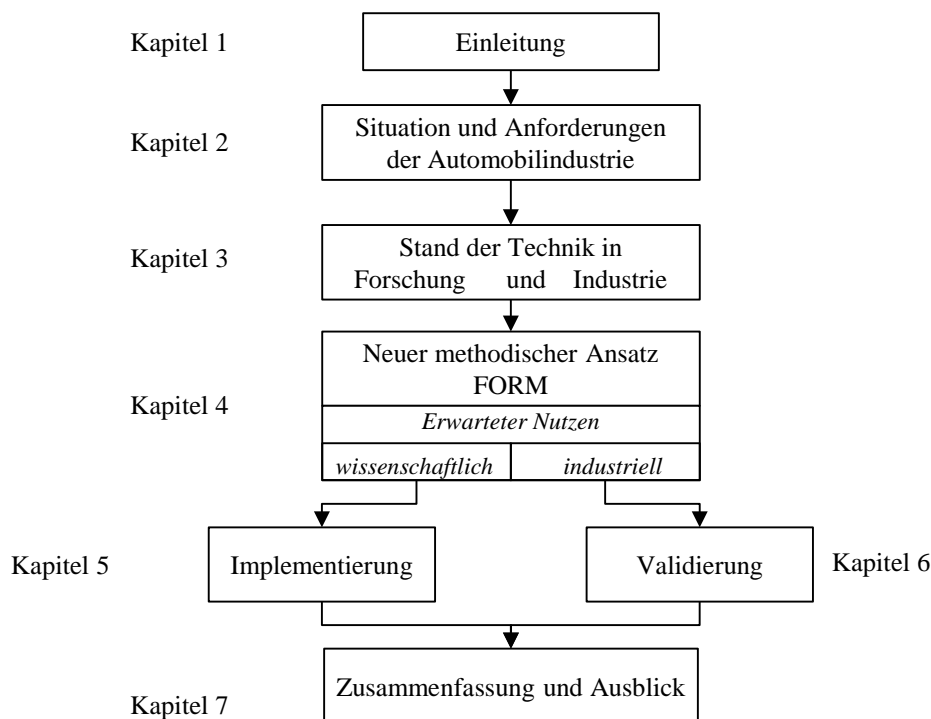 Kapitel 1
Einleitung
Kapitel 2
Situation und Anforderungen
der Automobilindustrie
Kapitel 3
Stand der Technik in
Forschung und Industrie
Kapitel 4
Neuer methodischer Ansatz
FORM
Erwarteter Nutzen
wissenschaftlich industriell
Kapitel 5
Implementierung
Validierung
Kapitel 6
Kapitel 7
Zusammenfassung und Ausblick